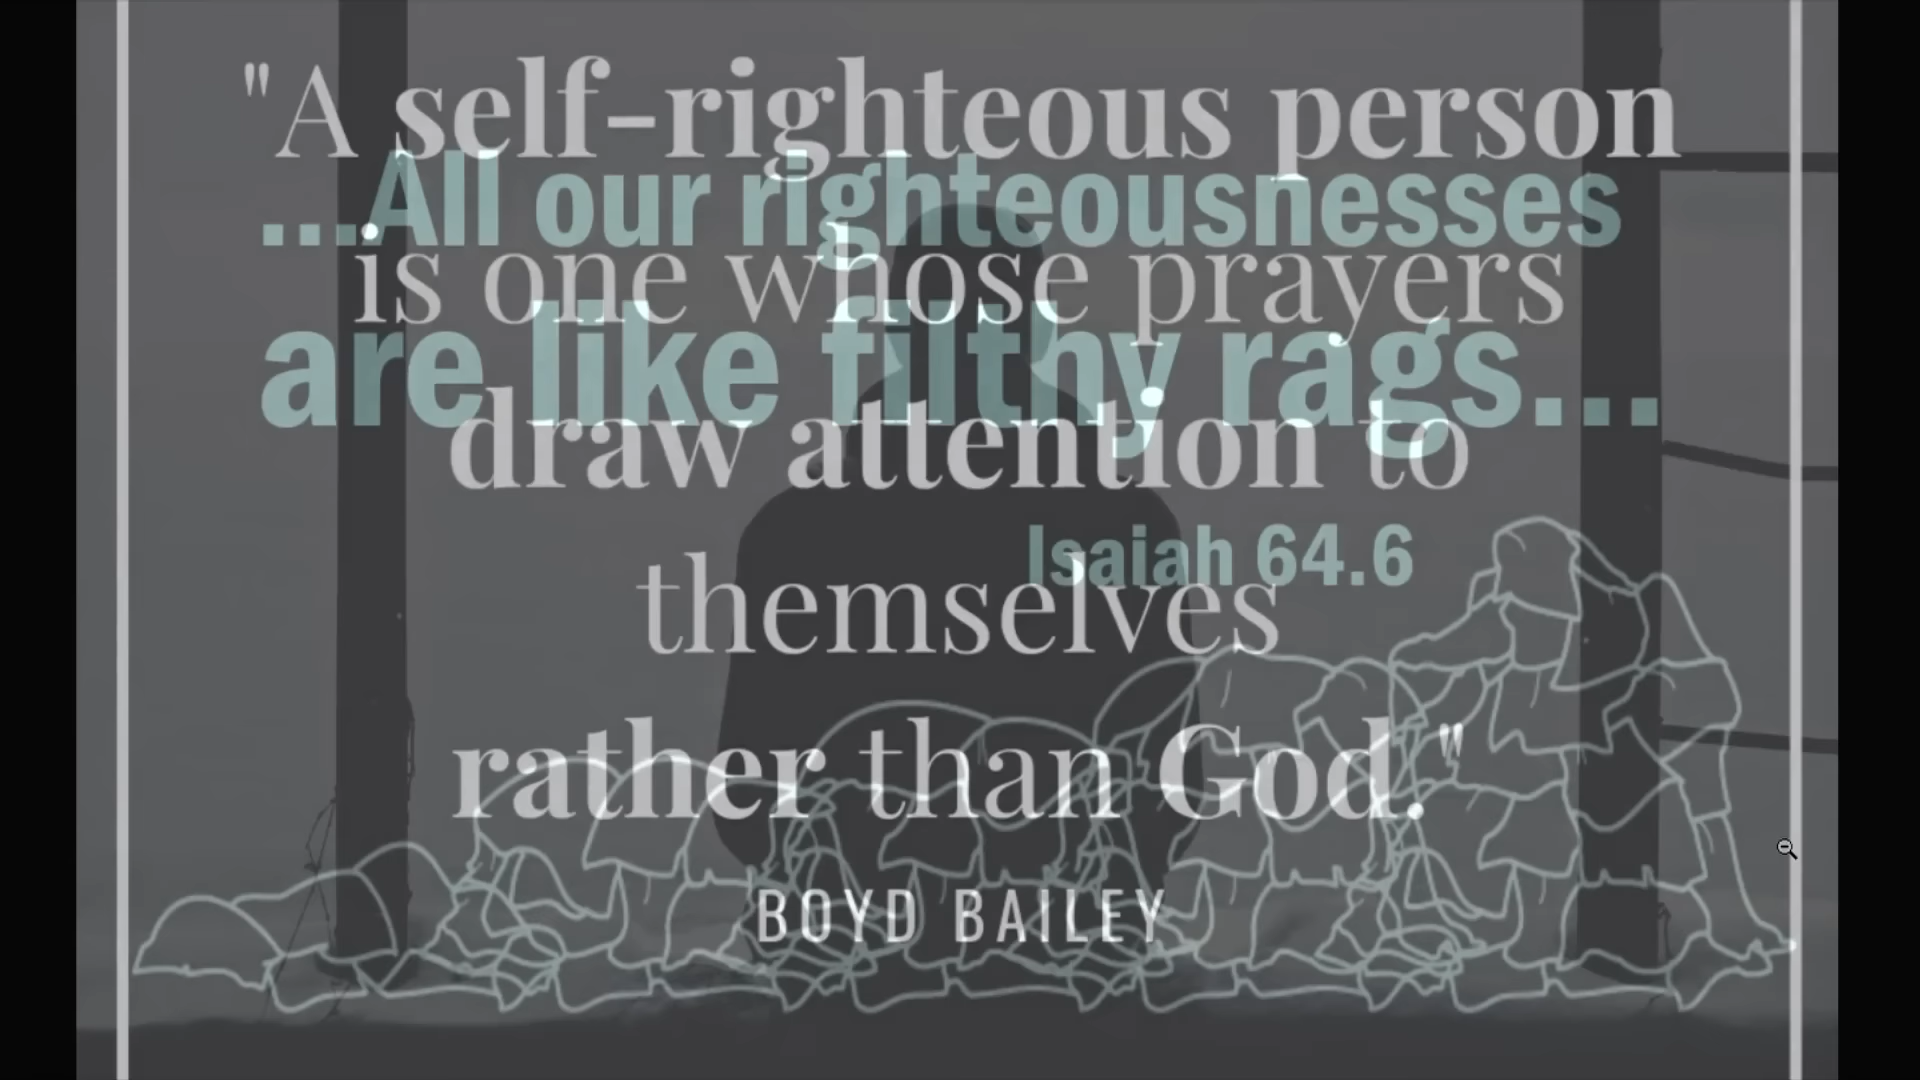 "A self-righteous person
is one whose prayers
draw attention to
themselves
rather than God."
BOYD BAILEY
...All our righteousnesses
are like filthy rags...
Isaiah 64.6